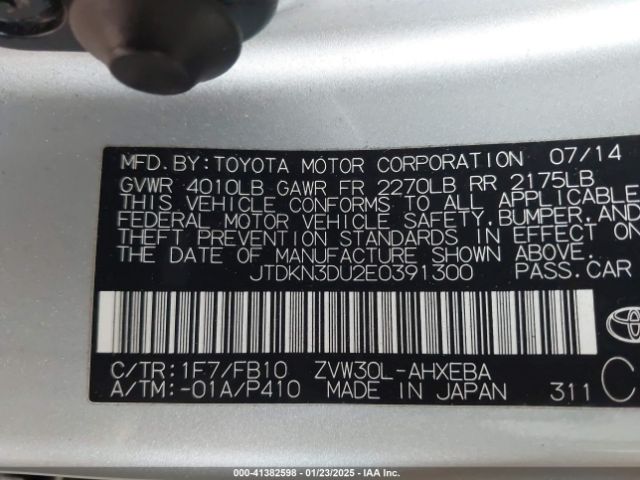 MFD. BY: TOYOTA MOTOR CORPORATION 07/14
GVWR 4010LB GAWR FR 2270LB RR 2175LB
THIS VEHICLE CONFORMS TO ALL APPLICABLE
FEDERAL MOTOR VEHICLE SAFETY, BUMPER, AND
THEFT PREVENTION STANDARDS IN EFFECT ON
THE DATE OF MANUFACTURE SHOWN ABOVE.
JTDKN3DU2E0391300 PASS. CAR
C/TR: 1F7/FB10 ZVW30L-AHXEBA
A/TM: -01A/P410 MADE IN JAPAN 311 C
TOYOTA
000-41382598 - 01/23/2025 - IAA Inc.